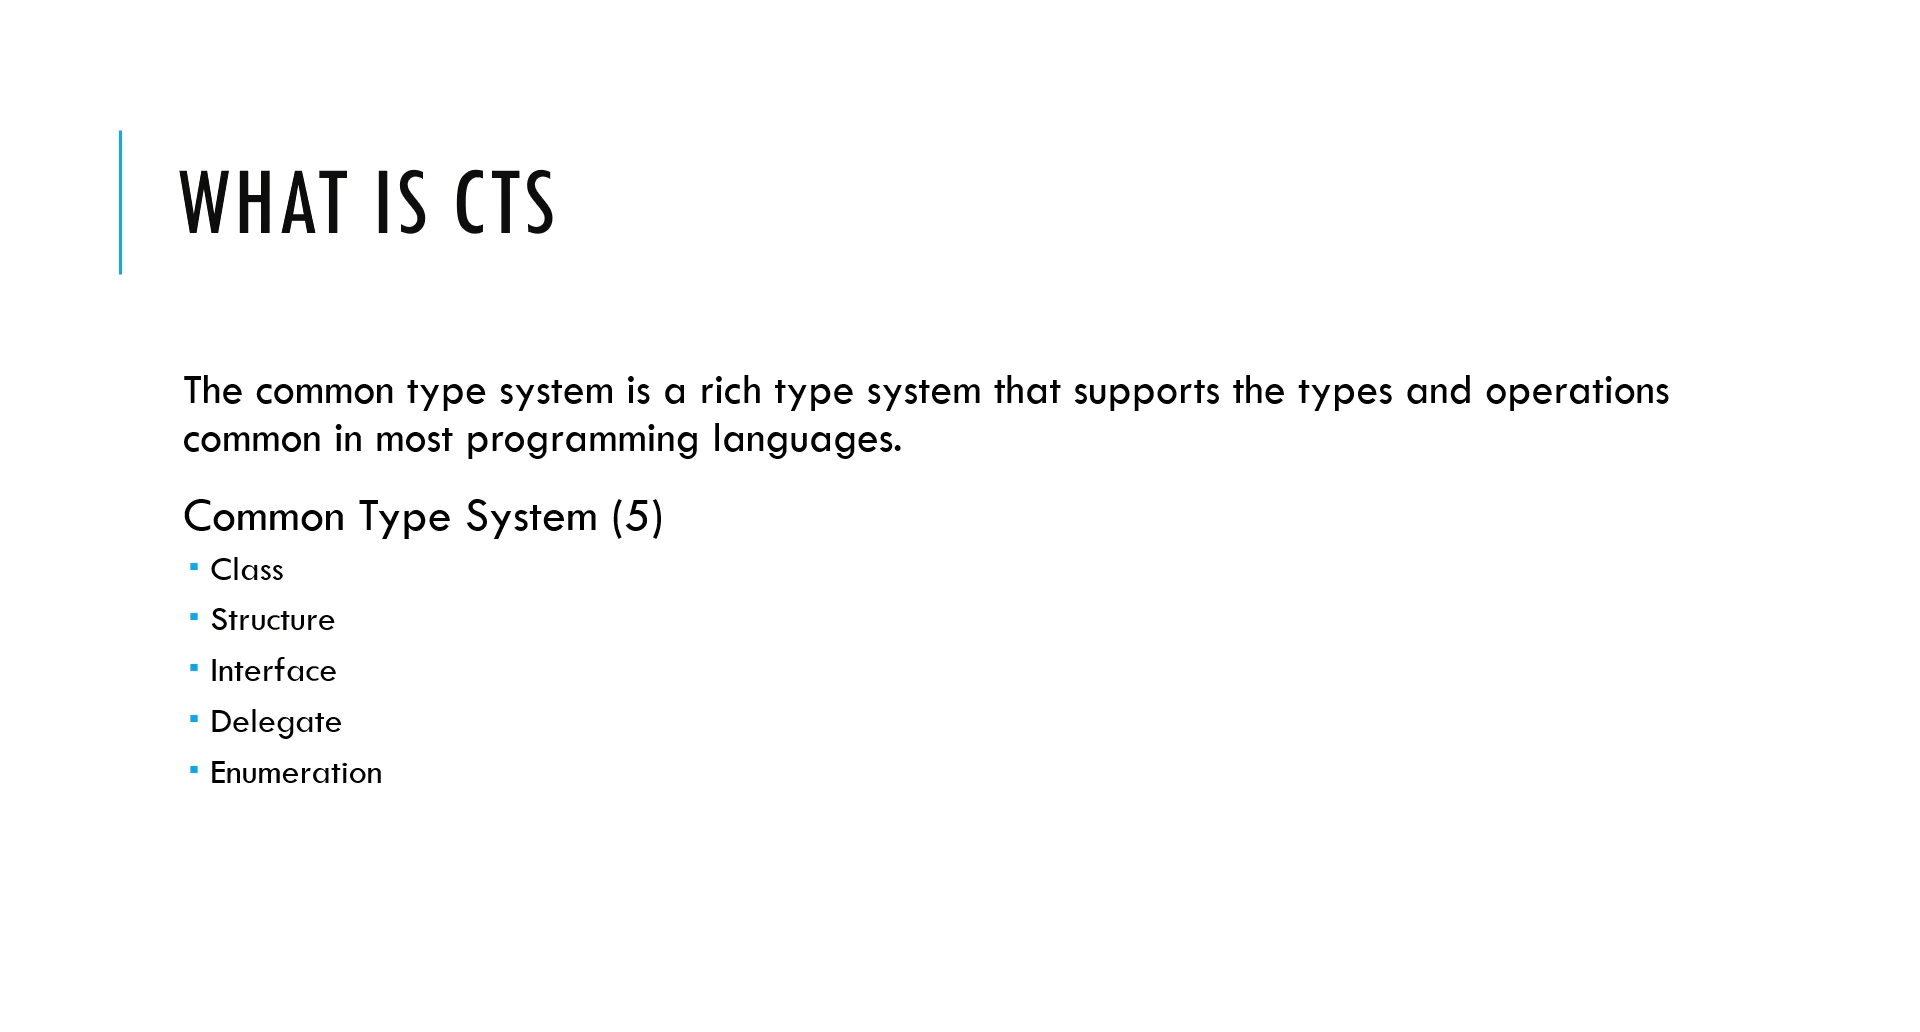 WHAT IS CTS
The common type system is a rich type system that supports the types and operations
common in most programming languages.
Common Type System (5)
▪ Class
▪ Structure
▪ Interface
▪ Delegate
▪ Enumeration